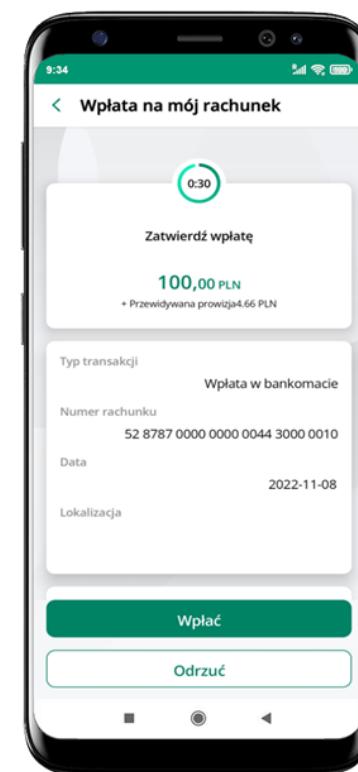 9:34
Wpłata na mój rachunek
0:30
Zatwierdź wpłatę
100,00 PLN
+ Przewidywana prowizja4.66 PLN
Typ transakcji
Wpłata w bankomacie
Numer rachunku
52 8787 0000 0000 0044 3000 0010
Data
2022-11-08
Lokalizacja
Wpłać
Odrzuć